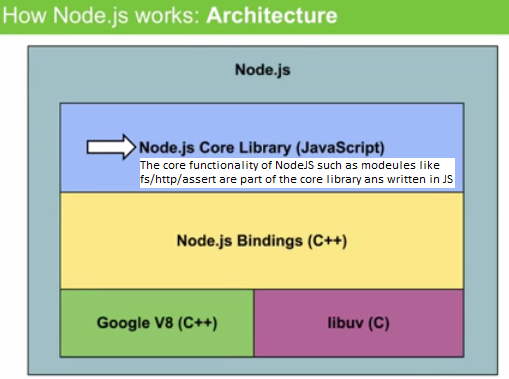 How Node.js works: Architecture
Node.js
Node.js Core Library (JavaScript)
The core functionality of NodeJS such as modeules like
fs/http/assert are part of the core library ans written in JS
Node.js Bindings (C++)
Google V8 (C++)
libuv (C)